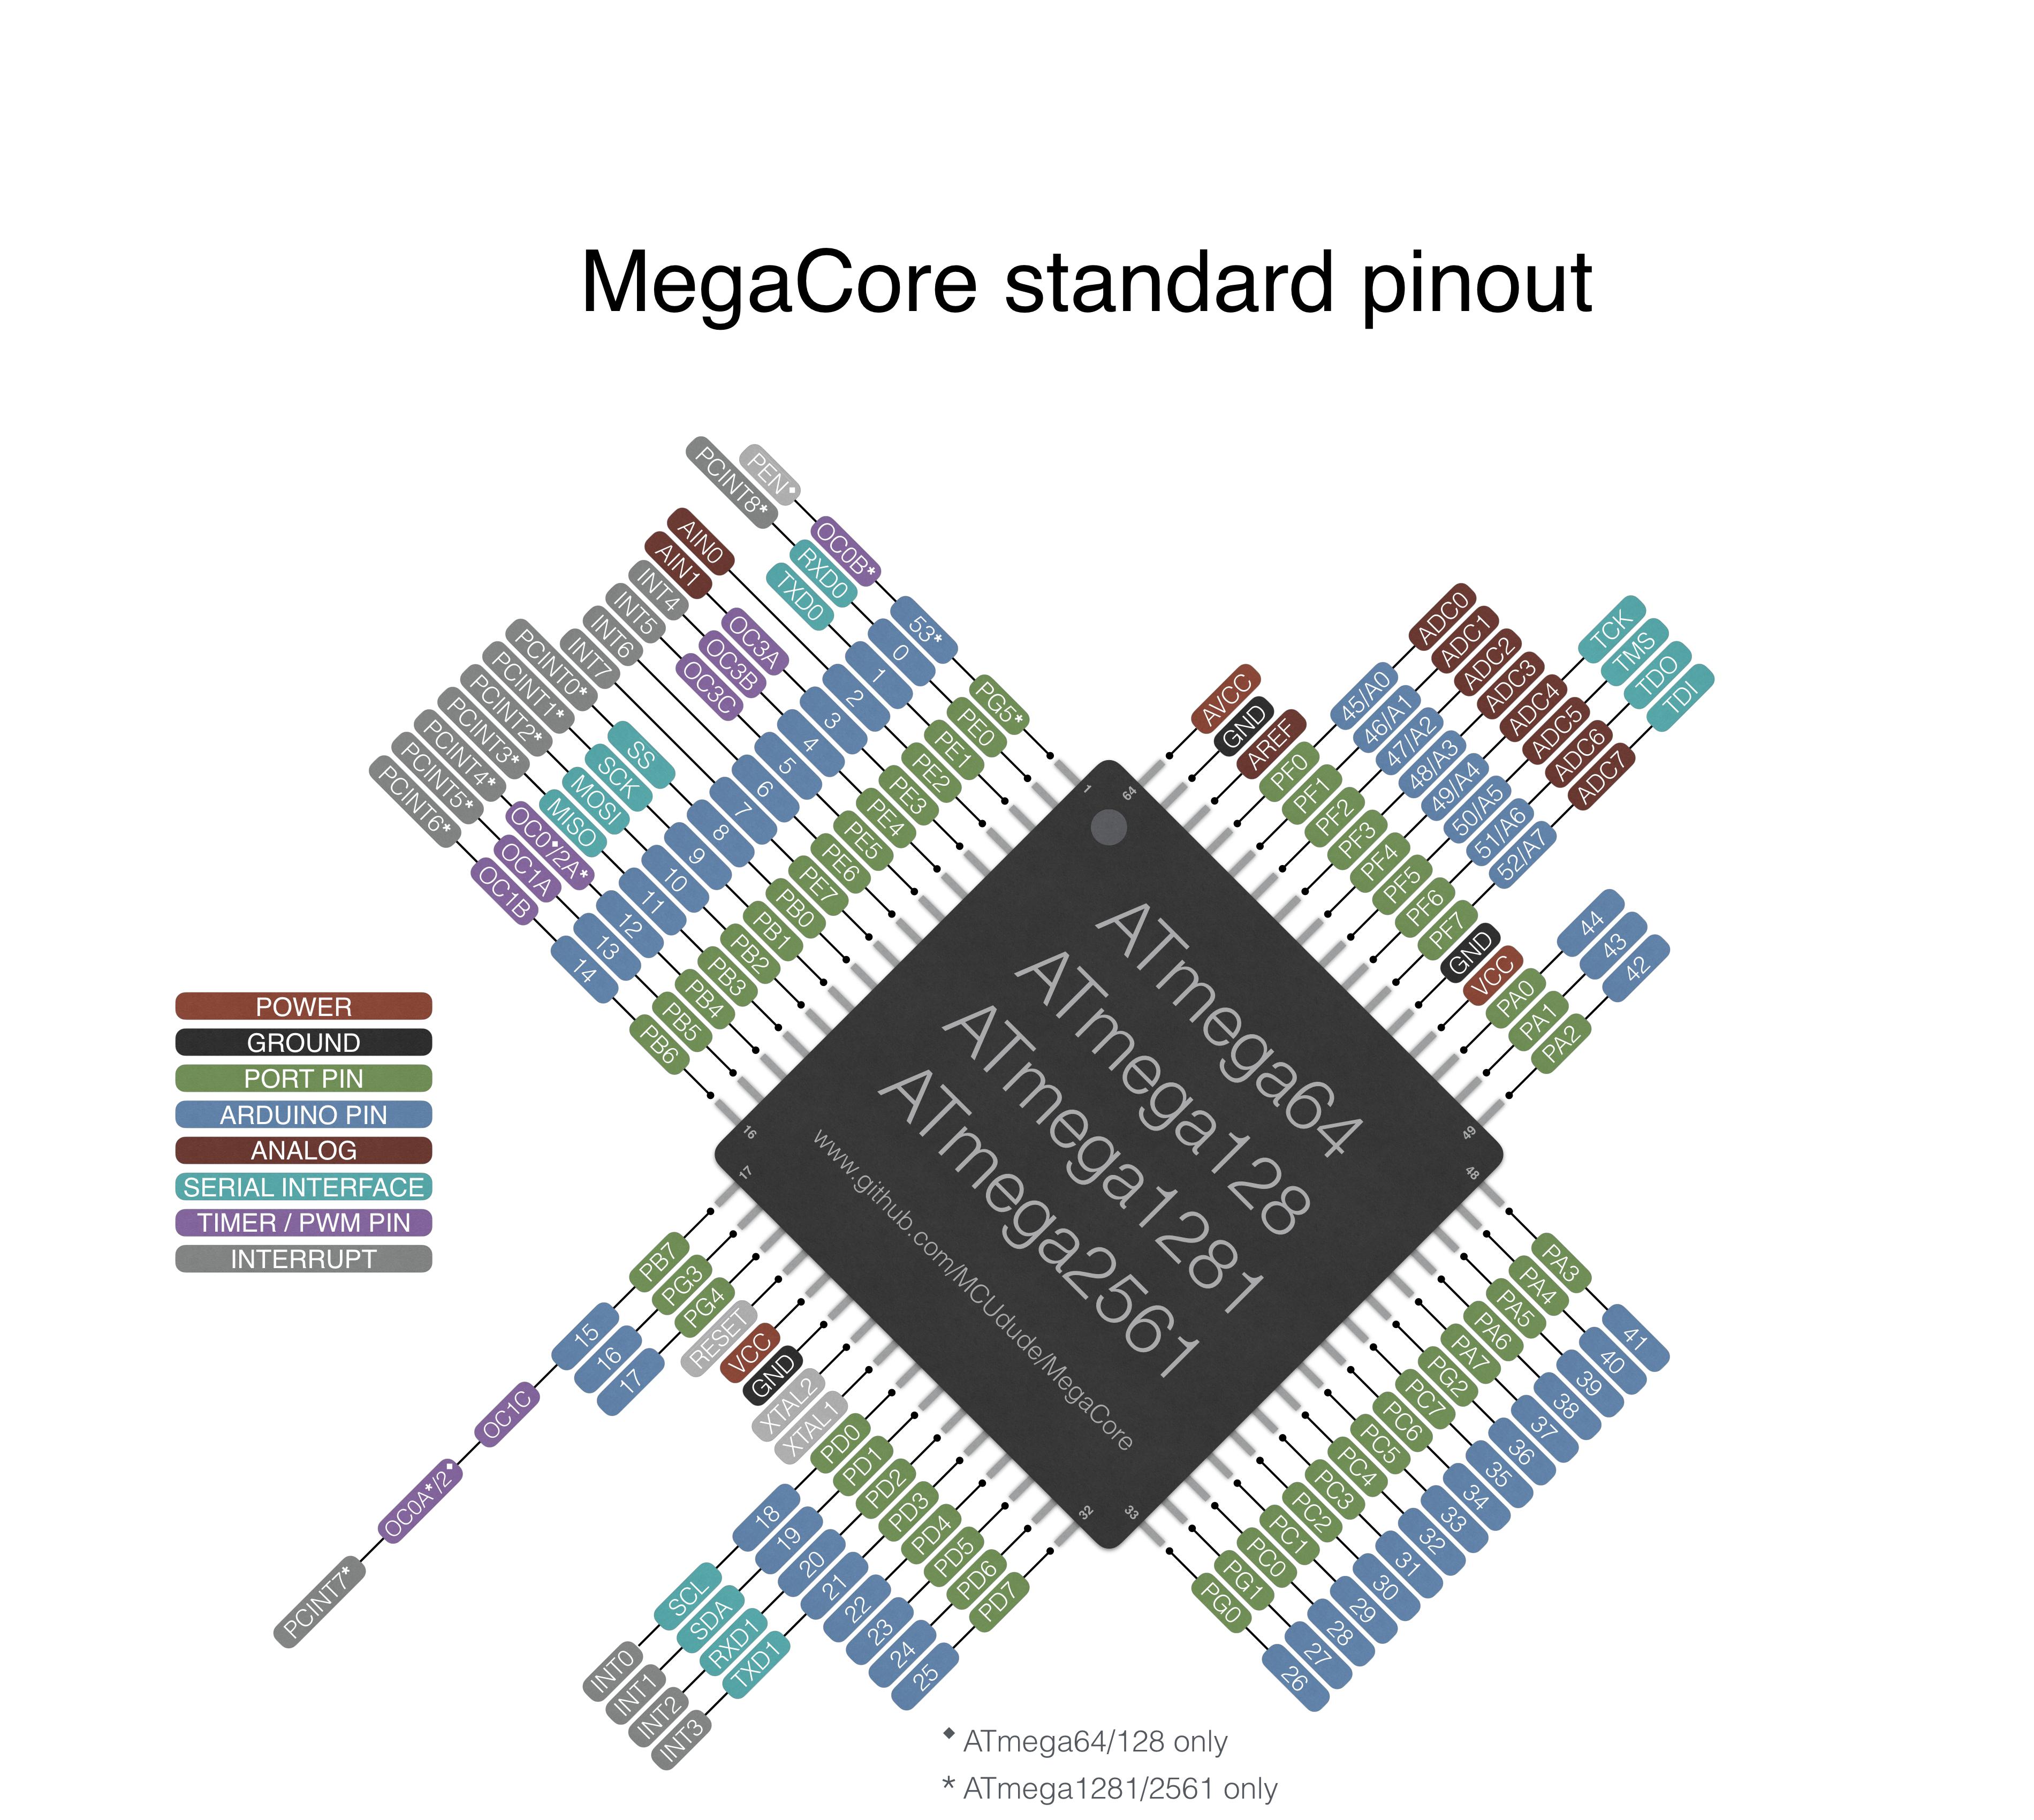 MegaCore standard pinout
PEN◆ OC0B* 53* PG5*
PCINT8* RXD0 0 PE0
TXD0 1 PE1
AIN0 2 PE2
AIN1 OC3A 3 PE3
INT4 OC3B 4 PE4
INT5 OC3C 5 PE5
INT6 6 PE6
INT7 7 PE7
PCINT0* SS 8 PB0
PCINT1* SCK 9 PB1
PCINT2* MOSI 10 PB2
PCINT3* MISO 11 PB3
PCINT4* OC0◆/2A* 12 PB4
PCINT5* OC1A 13 PB5
PCINT6* OC1B 14 PB6
AVCC
GND
AREF
PF0 45/A0 ADC0
PF1 46/A1 ADC1
PF2 47/A2 ADC2
PF3 48/A3 ADC3
PF4 49/A4 ADC4 TCK
PF5 50/A5 ADC5 TMS
PF6 51/A6 ADC6 TDO
PF7 52/A7 ADC7 TDI
GND
VCC
PA0 44
PA1 43
PA2 42
1
64
16
17
49
48
32
33
ATmega64
ATmega128
ATmega1281
ATmega2561
www.github.com/MCUdude/MegaCore
POWER
GROUND
PORT PIN
ARDUINO PIN
ANALOG
SERIAL INTERFACE
TIMER / PWM PIN
INTERRUPT
PB7 15 OC1C OC0A*/2◆ PCINT7*
PG3 16
PG4 17
RESET
VCC
GND
XTAL2
XTAL1
PD0 18 SCL INT0
PD1 19 SDA INT1
PD2 20 RXD1 INT2
PD3 21 TXD1 INT3
PD4 22
PD5 23
PD6 24
PD7 25
PA3 41
PA4 40
PA5 39
PA6 38
PA7 37
PG2 36
PC7 35
PC6 34
PC5 33
PC4 32
PC3 31
PC2 30
PC1 29
PC0 28
PG1 27
PG0 26
◆ ATmega64/128 only
* ATmega1281/2561 only